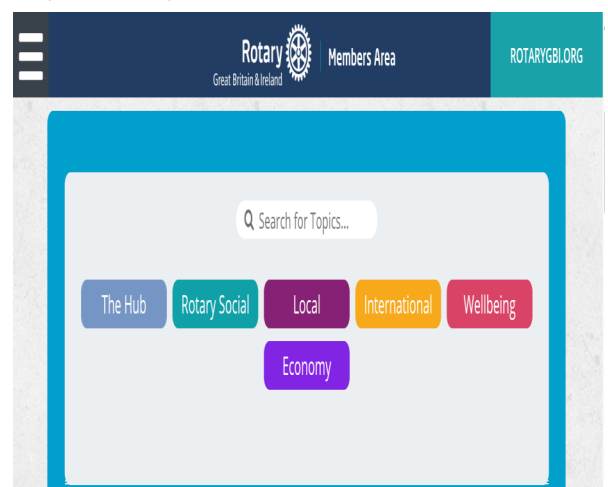 Rotary
Great Britain & Ireland
Members Area
ROTARYGBI.ORG
Search for Topics...
The Hub
Rotary Social
Local
International
Wellbeing
Economy